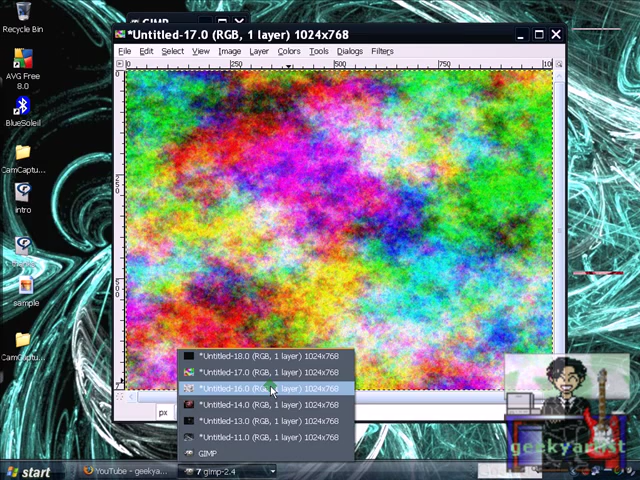 Recycle Bin
AVG Free
8.0
BlueSoleil
CamCaptu...
intro
sample
CamCaptu...
GIMP
*Untitled-17.0 (RGB, 1 layer) 1024x768
File Edit Select View Image Layer Colors Tools Dialogs Filters
0 250 500 750
px
*Untitled-18.0 (RGB, 1 layer) 1024x768
*Untitled-17.0 (RGB, 1 layer) 1024x768
*Untitled-16.0 (RGB, 1 layer) 1024x768
*Untitled-14.0 (RGB, 1 layer) 1024x768
*Untitled-13.0 (RGB, 1 layer) 1024x768
*Untitled-11.0 (RGB, 1 layer) 1024x768
GIMP
start
YouTube - geekya...
7 gimp-2.4